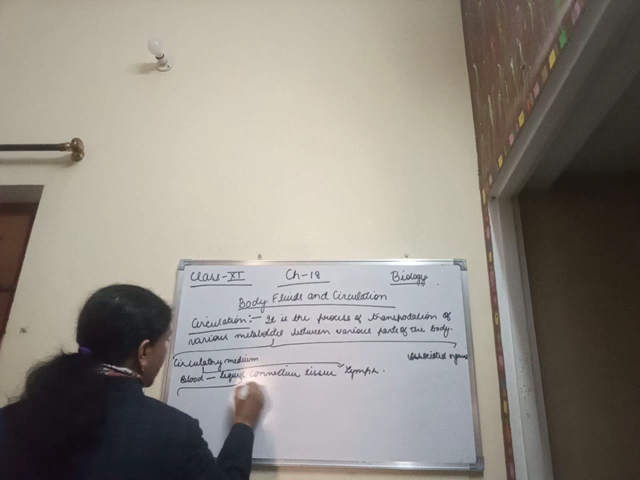 Class-XI Ch-18 Biology
Body Fluids and Circulation
Circulation:- It is the process of transportation of
various metabolites between various parts of the body.
Circulatory medium Associated organs
Blood - liquid connective tissue Lymph.